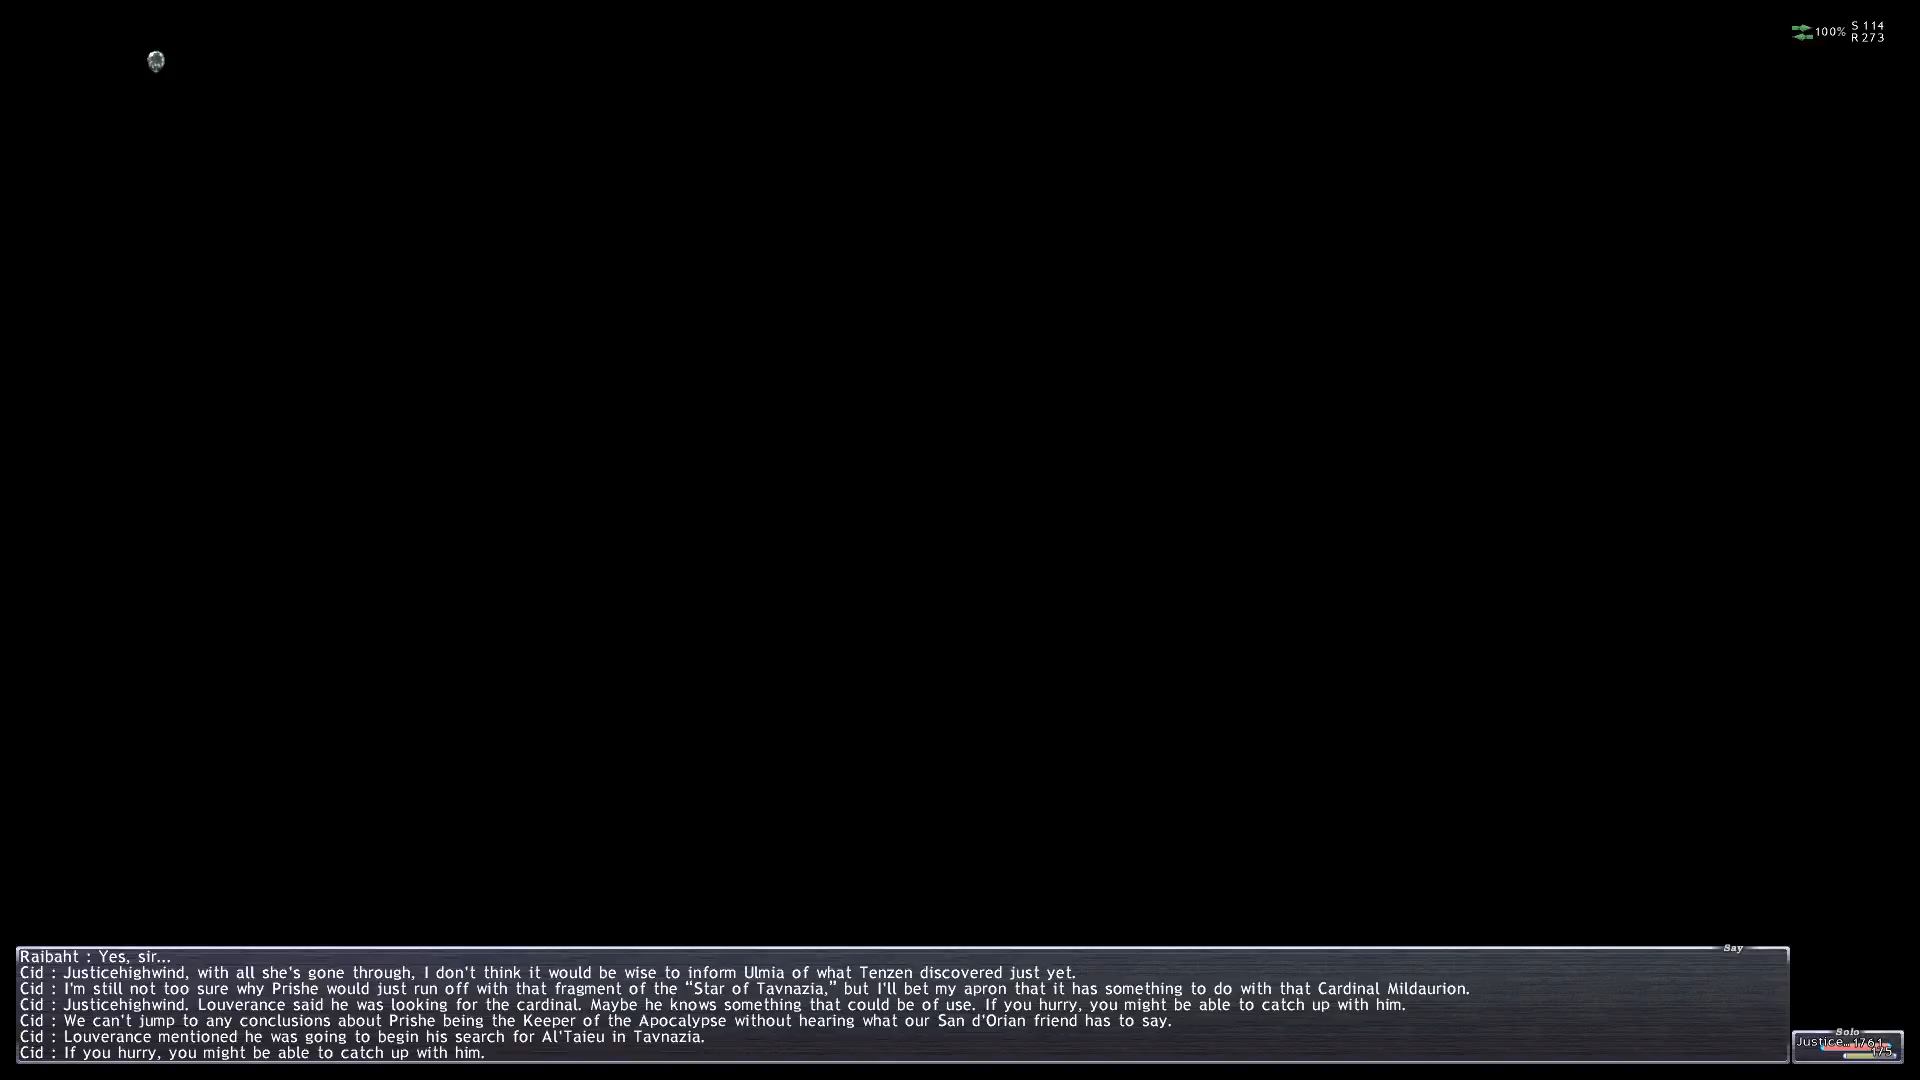 100% S 114
R 273
Say
Raibaht : Yes, sir...
Cid : Justicehighwind, with all she's gone through, I don't think it would be wise to inform Ulmia of what Tenzen discovered just yet.
Cid : I'm still not too sure why Prishe would just run off with that fragment of the “Star of Tavnazia,” but I'll bet my apron that it has something to do with that Cardinal Mildaurion.
Cid : Justicehighwind. Louverance said he was looking for the cardinal. Maybe he knows something that could be of use. If you hurry, you might be able to catch up with him.
Cid : We can't jump to any conclusions about Prishe being the Keeper of the Apocalypse without hearing what our San d'Orian friend has to say.
Cid : Louverance mentioned he was going to begin his search for Al'Taieu in Tavnazia.
Cid : If you hurry, you might be able to catch up with him.
Solo
Justice... 1761
175